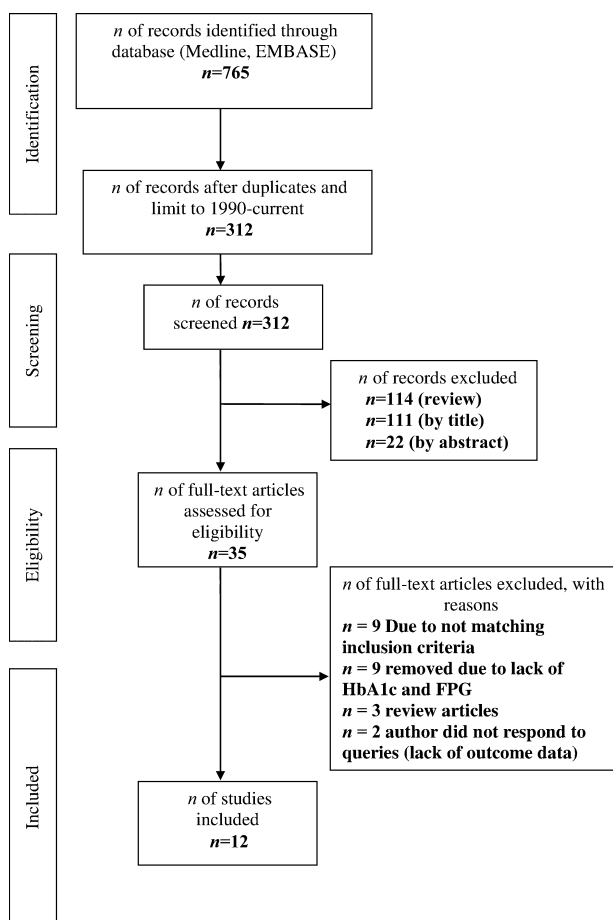 Identification
n of records identified through
database (Medline, EMBASE)
n=765
n of records after duplicates and
limit to 1990-current
n=312
Screening
n of records
screened n=312
n of records excluded
n=114 (review)
n=111 (by title)
n=22 (by abstract)
Eligibility
n of full-text articles
assessed for
eligibility
n=35
n of full-text articles excluded, with
reasons
n = 9 Due to not matching
inclusion criteria
n = 9 removed due to lack of
HbA1c and FPG
n = 3 review articles
n = 2 author did not respond to
queries (lack of outcome data)
Included
n of studies
included
n=12